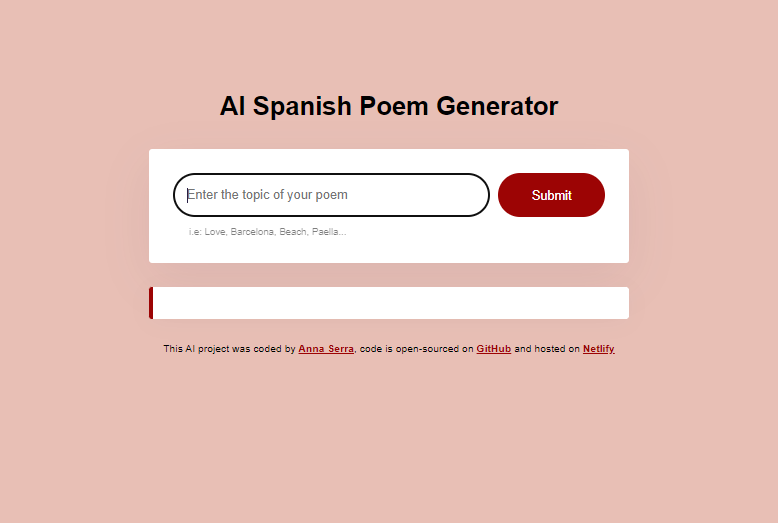 AI Spanish Poem Generator
Enter the topic of your poem
Submit
i.e: Love, Barcelona, Beach, Paella...
This AI project was coded by Anna Serra, code is open-sourced on GitHub and hosted on Netlify